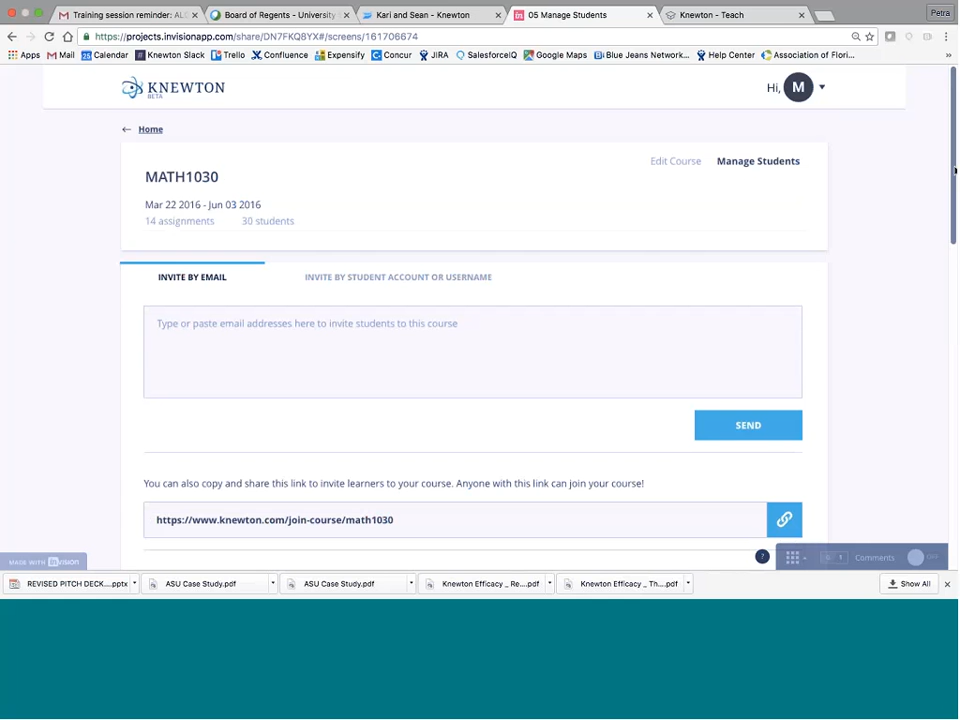 Training session reminder: AL
Board of Regents - University
Kari and Sean - Knewton
05 Manage Students
Knewton - Teach
Petra
https://projects.invisionapp.com/share/DN7FKQ8YX#/screens/161706674
Apps Mail Calendar Knewton Slack Trello Confluence Expensify Concur JIRA SalesforceIQ Google Maps Blue Jeans Network... Help Center Association of Flori... »
KNEWTON
BETA
Hi, M
Home
Edit Course Manage Students
MATH1030
Mar 22 2016 - Jun 03 2016
14 assignments 30 students
INVITE BY EMAIL INVITE BY STUDENT ACCOUNT OR USERNAME
Type or paste email addresses here to invite students to this course
SEND
You can also copy and share this link to invite learners to your course. Anyone with this link can join your course!
https://www.knewton.com/join-course/math1030
MADE WITH invision
? 1 Comments
REVISED PITCH DECK....pptx ASU Case Study.pdf ASU Case Study.pdf Knewton Efficacy _ Re....pdf Knewton Efficacy _ Th....pdf Show All